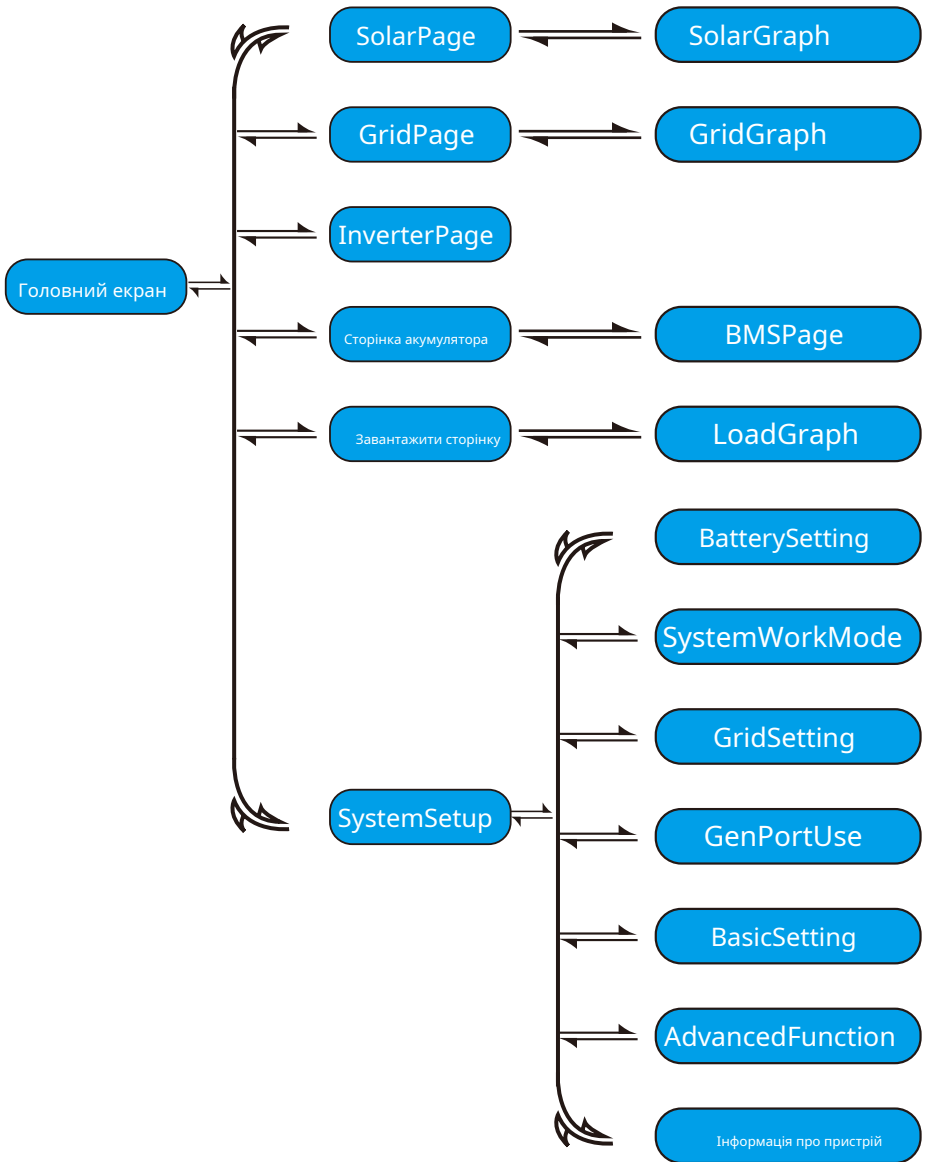 SolarPage
SolarGraph
GridPage
GridGraph
InverterPage
Головний екран
Сторінка акумулятора
BMSPage
Завантажити сторінку
LoadGraph
BatterySetting
SystemWorkMode
GridSetting
SystemSetup
GenPortUse
BasicSetting
AdvancedFunction
Інформація про пристрій